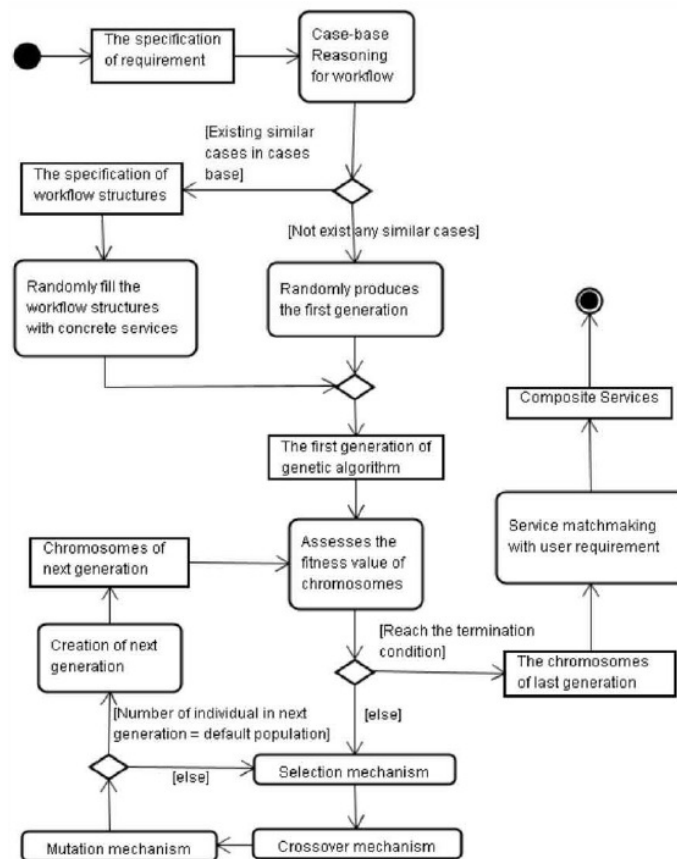 The specification
of requirement
Case-base
Reasoning
for workflow
[Existing similar
cases in cases
base]
The specification of
workflow structures
[Not exist any similar cases]
Randomly fill the
workflow structures
with concrete services
Randomly produces
the first generation
Composite Services
The first generation of
genetic algorithm
Service matchmaking
with user requirement
Chromosomes of
next generation
Assesses the
fitness value of
chromosomes
Creation of next
generation
[Reach the termination
condition]
The chromosomes
of last generation
[Number of individual in next
generation = default population]
[else]
[else]
Selection mechanism
Mutation mechanism
Crossover mechanism